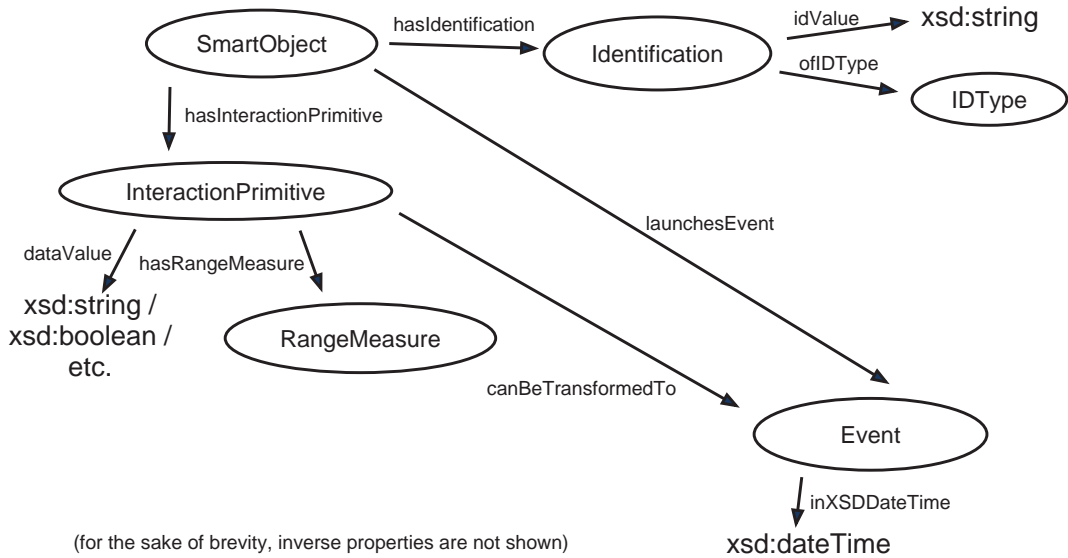 SmartObject
hasIdentification
Identification
idValue
xsd:string
ofIDType
IDType
hasInteractionPrimitive
InteractionPrimitive
launchesEvent
dataValue
hasRangeMeasure
xsd:string /
xsd:boolean /
etc.
RangeMeasure
canBeTransformedTo
Event
inXSDDateTime
xsd:dateTime
(for the sake of brevity, inverse properties are not shown)